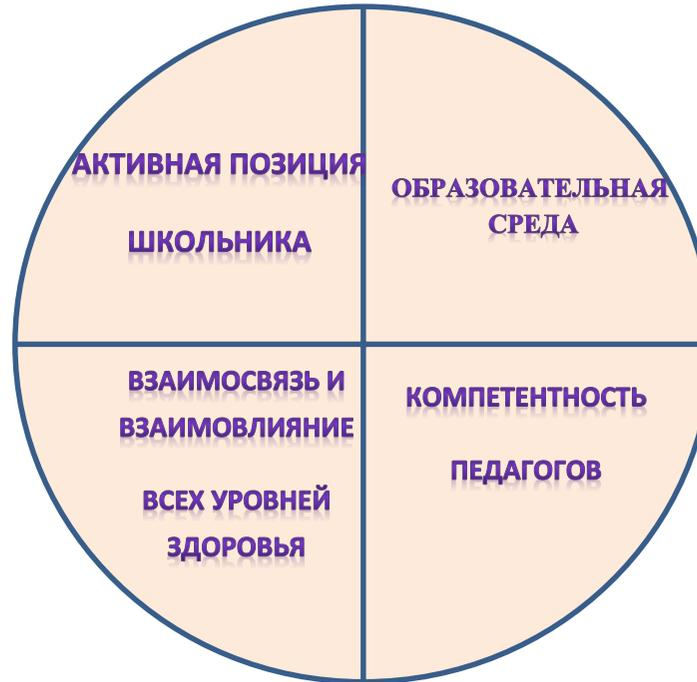 АКТИВНАЯ ПОЗИЦИЯ
ШКОЛЬНИКА
ОБРАЗОВАТЕЛЬНАЯ
СРЕДА
ВЗАИМОСВЯЗЬ И
ВЗАИМОВЛИЯНИЕ
ВСЕХ УРОВНЕЙ
ЗДОРОВЬЯ
КОМПЕТЕНТНОСТЬ
ПЕДАГОГОВ